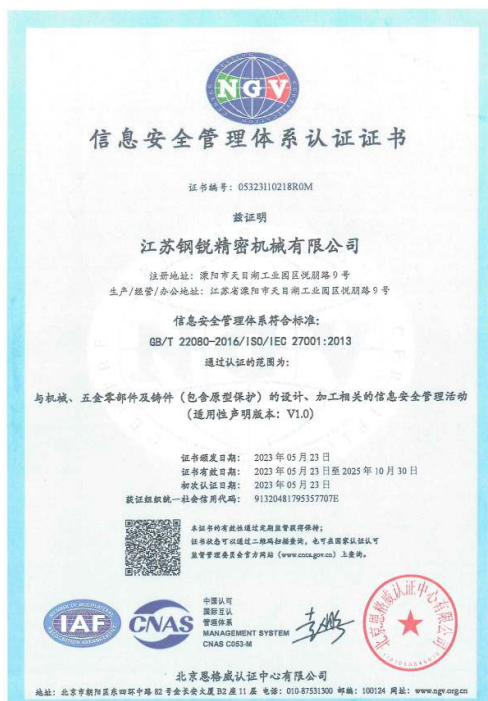 NGV
信息安全管理体系认证证书
证书编号：05323I10218R0M
兹证明
江苏钢锐精密机械有限公司
注册地址：溧阳市天目湖工业园区悦朋路9号
生产/经营/办公地址：江苏省溧阳市天目湖工业园区悦朋路9号
信息安全管理体系符合标准：
GB/T 22080-2016/ISO/IEC 27001:2013
通过认证的范围为：
与机械、五金零部件及铸件（包含原型保护）的设计、加工相关的信息安全管理活动
（适用性声明版本：V1.0）
证书颁发日期： 2023年05月23日
证书有效日期： 2023年05月23日至2025年10月30日
初次认证日期： 2023年05月23日
获证组织统一社会信用代码： 91320481795357707E
本证书的有效性通过定期监督获得保持；
证书状态可以通过二维码扫描查询，也可在国家认证认可
监督管理委员会官方网站（www.cnca.gov.cn）上查询。
IAF
CNAS
中国认可
国际互认
管理体系
MANAGEMENT SYSTEM
CNAS C053-M
北京恩格威认证中心有限公司
北京恩格威认证中心有限公司
地址：北京市朝阳区东四环中路82号金长安大厦B2座11层 电话：010-87531300 邮编：100124 网址：www.ngv.org.cn